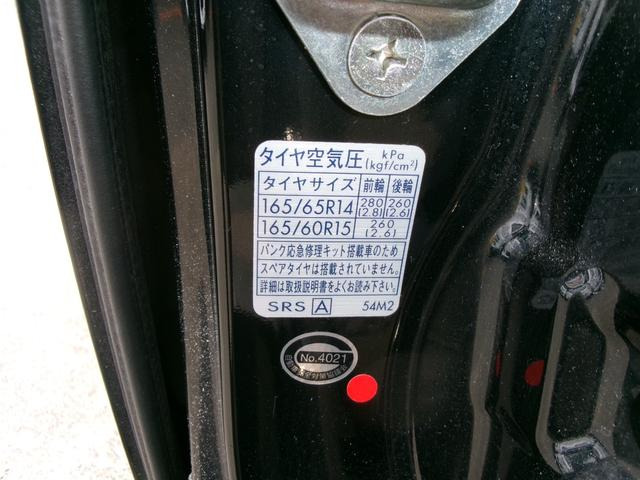 タイヤ空気圧 kPa (kgf/cm²)
タイヤサイズ 前輪 後輪
165/65R14 280 (2.8) 260 (2.6)
165/60R15 260 (2.6)
パンク応急修理キット搭載車のため
スペアタイヤは搭載されていません。
詳細は取扱説明書をよくお読み下さい。
SRS A 54M2
No.4021